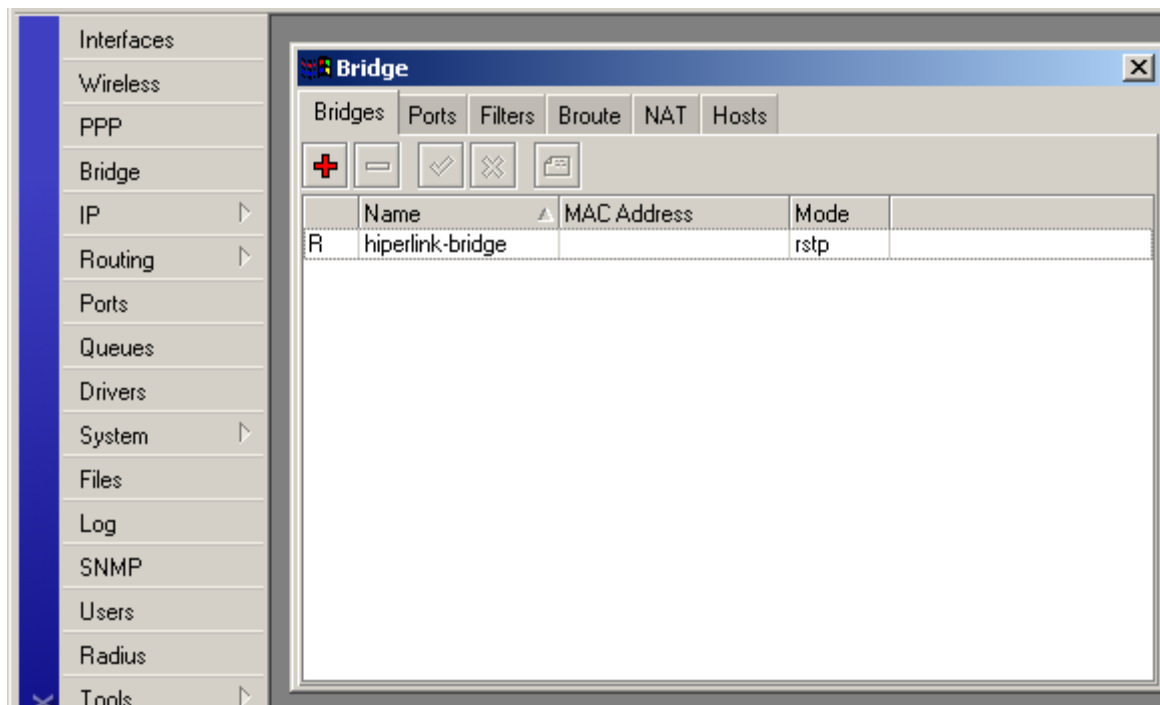 Interfaces
Wireless
PPP
Bridge
IP
Routing
Ports
Queues
Drivers
System
Files
Log
SNMP
Users
Radius
Tools
Bridge
Bridges Ports Filters Broute NAT Hosts
Name MAC Address Mode
R hiperlink-bridge rstp